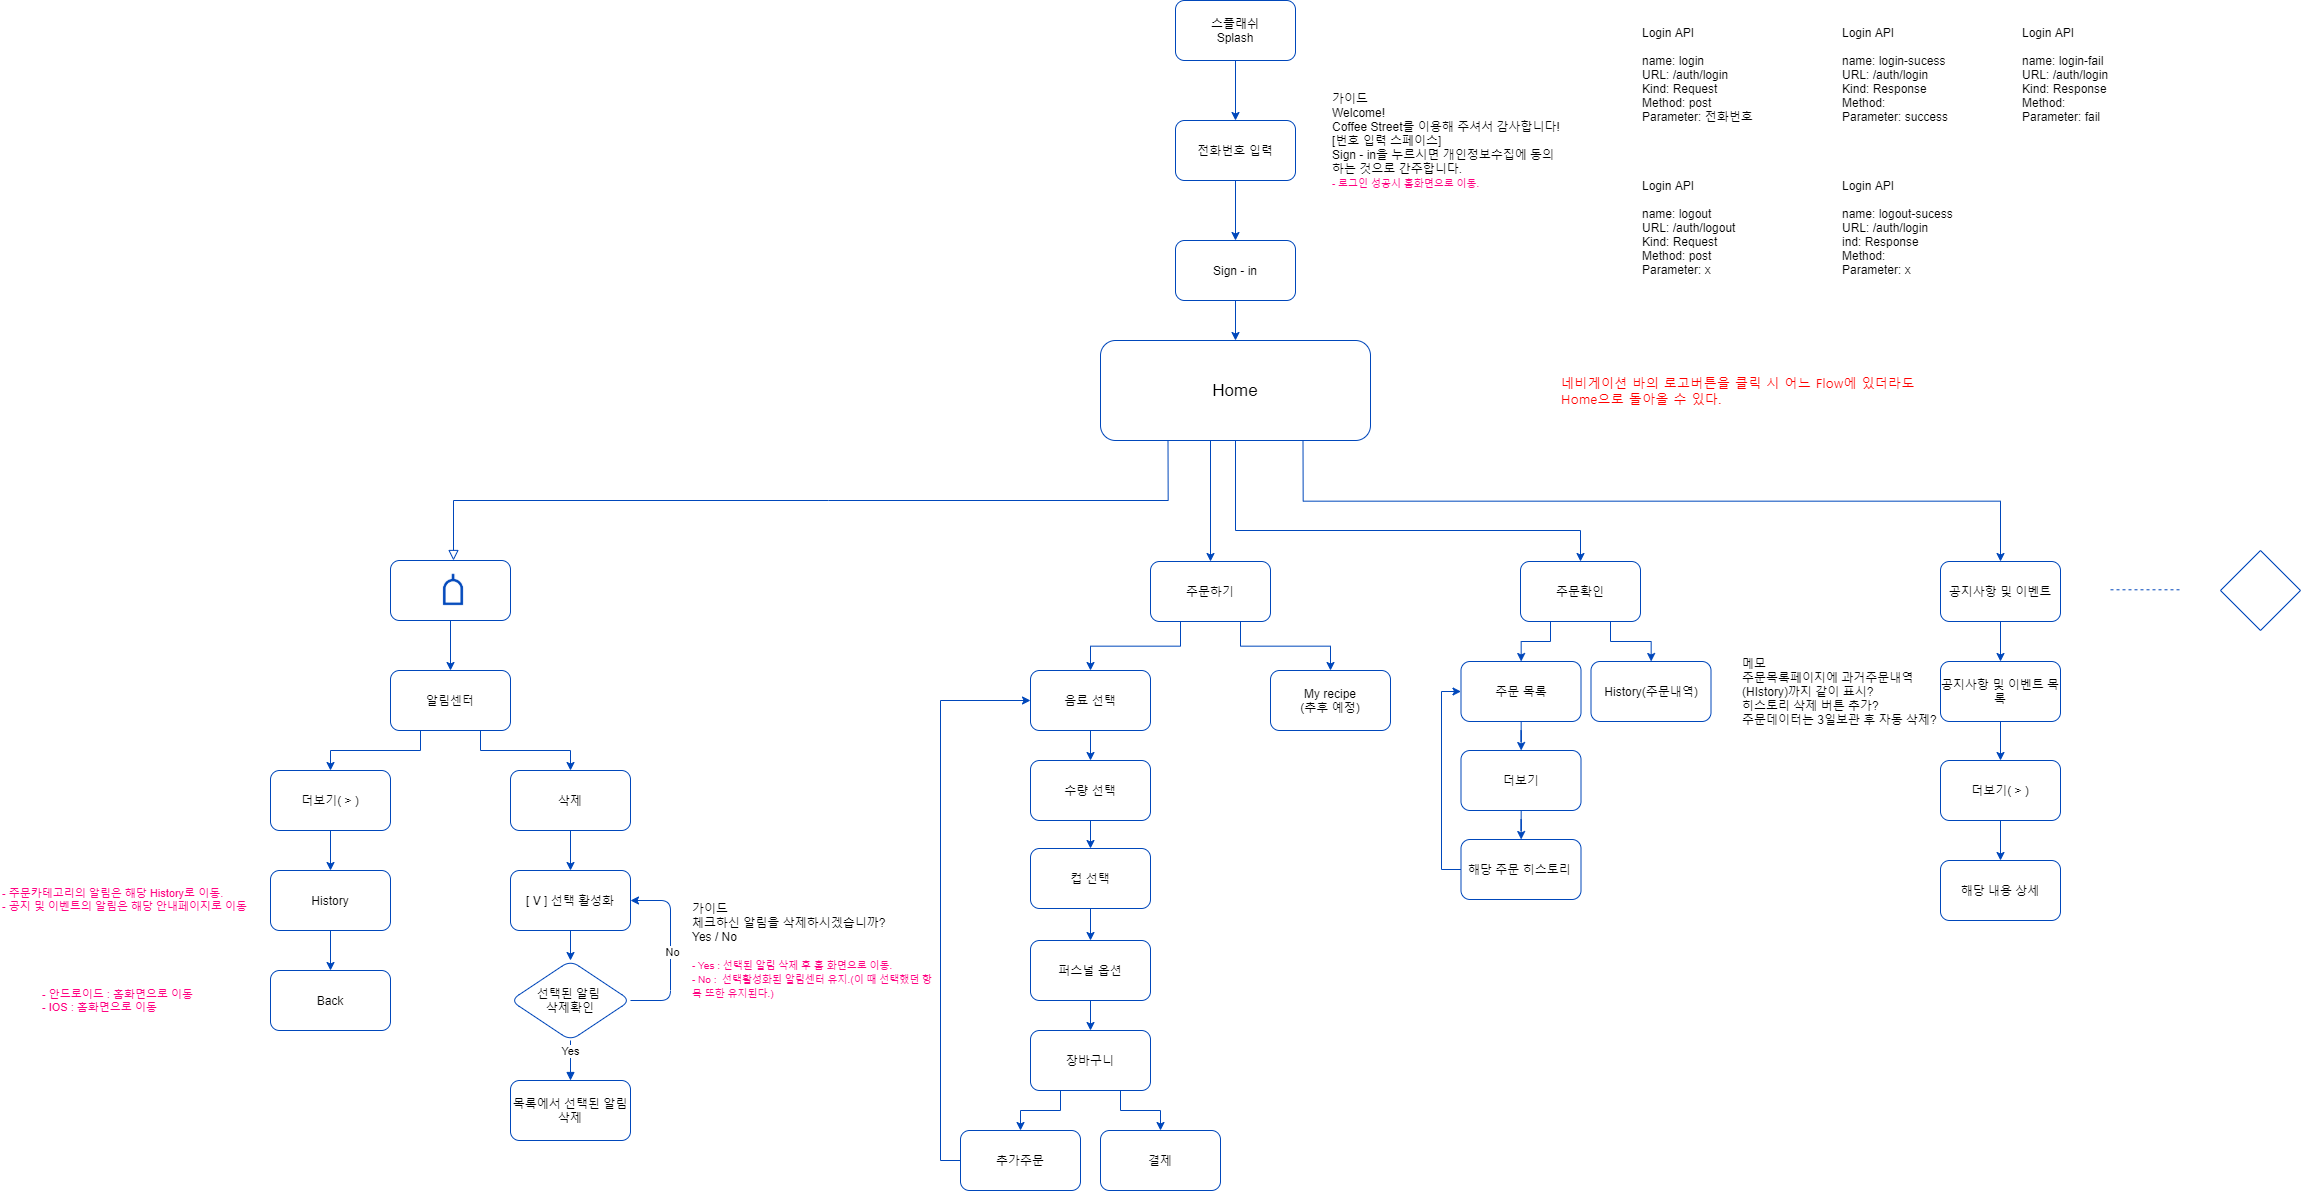 스플래쉬
Splash
전화번호 입력
Sign - in
가이드
Welcome!
Coffee Street를 이용해 주셔서 감사합니다!
[번호 입력 스페이스]
Sign - in을 누르시면 개인정보수집에 동의
하는 것으로 간주합니다.
- 로그인 성공시 홈화면으로 이동.
Login API
name: login
URL: /auth/login
Kind: Request
Method: post
Parameter: 전화번호
Login API
name: login-sucess
URL: /auth/login
Kind: Response
Method:
Parameter: success
Login API
name: login-fail
URL: /auth/login
Kind: Response
Method:
Parameter: fail
Login API
name: logout
URL: /auth/logout
Kind: Request
Method: post
Parameter: x
Login API
name: logout-sucess
URL: /auth/login
ind: Response
Method:
Parameter: x
Home
네비게이션 바의 로고버튼을 클릭 시 어느 Flow에 있더라도
Home으로 돌아올 수 있다.
알림센터
더보기( > )
삭제
History
[ V ] 선택 활성화
- 주문카테고리의 알림은 해당 History로 이동.
- 공지 및 이벤트의 알림은 해당 안내페이지로 이동
Back
- 안드로이드 : 홈화면으로 이동
- IOS : 홈화면으로 이동
선택된 알림
삭제확인
No
Yes
목록에서 선택된 알림
삭제
가이드
체크하신 알림을 삭제하시겠습니까?
Yes / No
- Yes : 선택된 알림 삭제 후 홈 화면으로 이동.
- No : 선택활성화된 알림센터 유지.(이 때 선택했던 항
목 또한 유지된다.)
주문하기
음료 선택
My recipe
(추후 예정)
수량 선택
컵 선택
퍼스널 옵션
장바구니
추가주문
결제
주문확인
주문 목록
History(주문내역)
더보기
해당 주문 히스토리
메모
주문목록페이지에 과거주문내역
(HIstory)까지 같이 표시?
히스토리 삭제 버튼 추가?
주문데이터는 3일보관 후 자동 삭제?
공지사항 및 이벤트
공지사항 및 이벤트 목
록
더보기( > )
해당 내용 상세